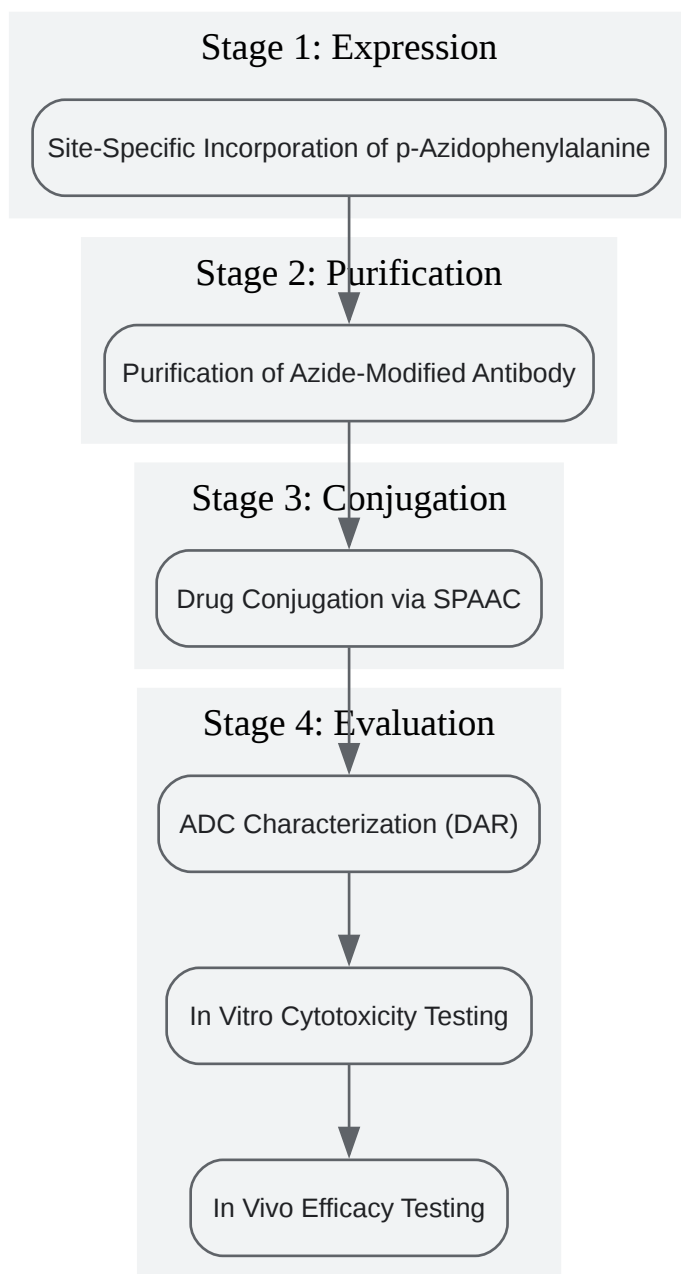 Stage 1: Expression
Site-Specific Incorporation of p-Azidophenylalanine
Stage 2: Purification
Purification of Azide-Modified Antibody
Stage 3: Conjugation
Drug Conjugation via SPAAC
Stage 4: Evaluation
ADC Characterization (DAR)
In Vitro Cytotoxicity Testing
In Vivo Efficacy Testing